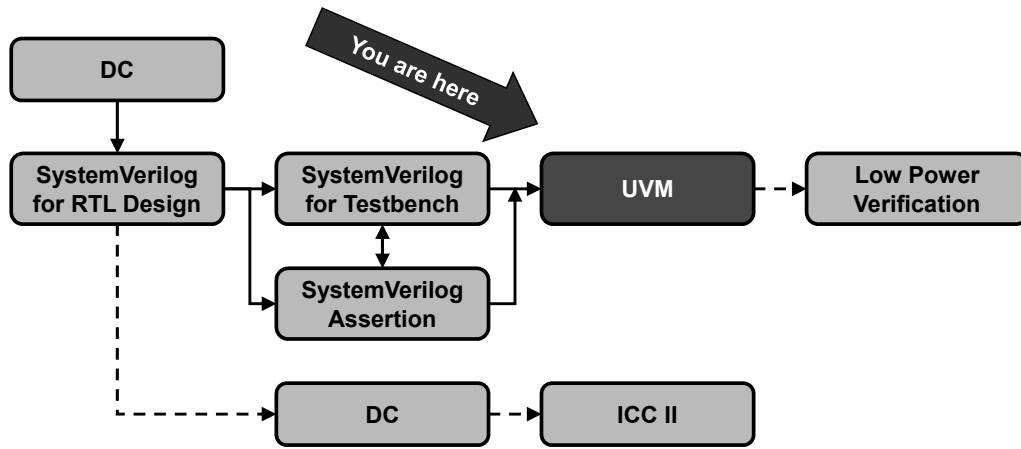 DC
You are here
SystemVerilog
for RTL Design
SystemVerilog
for Testbench
UVM
Low Power
Verification
SystemVerilog
Assertion
DC
ICC II